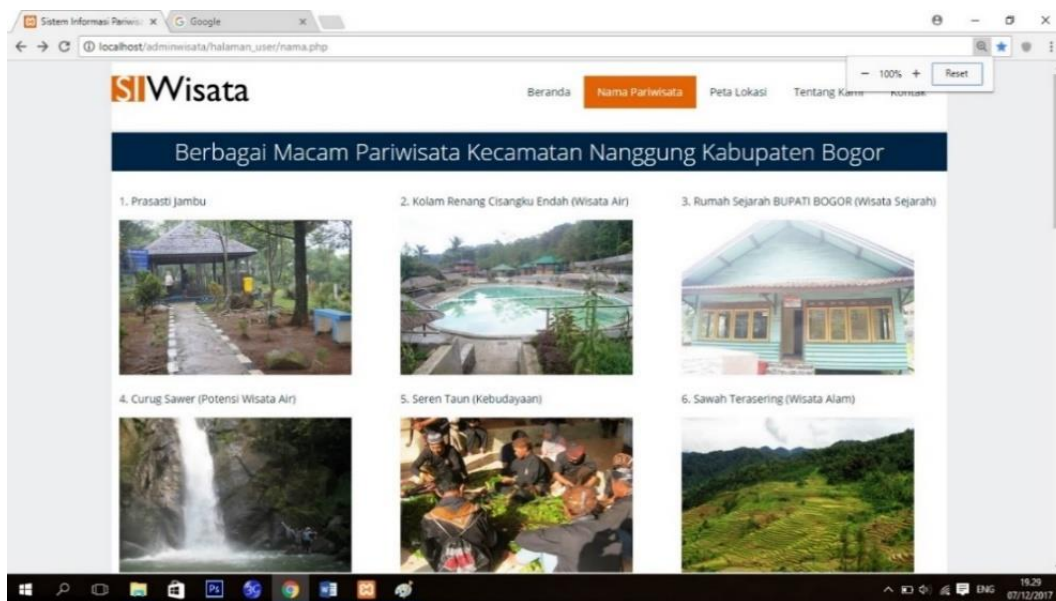 Sistem Informasi Pariwis
Google
localhost/adminwisata/halaman_user/nama.php
100%
Reset
SIWisata
Beranda
Nama Pariwisata
Peta Lokasi
Tentang Kami
Kontak
Berbagai Macam Pariwisata Kecamatan Nanggung Kabupaten Bogor
1. Prasasti Jambu
2. Kolam Renang Cisangku Endah (Wisata Air)
3. Rumah Sejarah BUPATI BOGOR (Wisata Sejarah)
4. Curug Sawer (Potensi Wisata Air)
5. Seren Taun (Kebudayaan)
6. Sawah Terasering (Wisata Alam)
Ps
ENG
19.29
07/12/2017